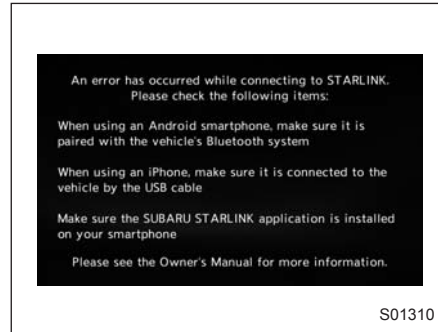 An error has occurred while connecting to STARLINK.
Please check the following items:
When using an Android smartphone, make sure it is
paired with the vehicle's Bluetooth system
When using an iPhone, make sure it is connected to the
vehicle by the USB cable
Make sure the SUBARU STARLINK application is installed
on your smartphone
Please see the Owner's Manual for more information.
S01310